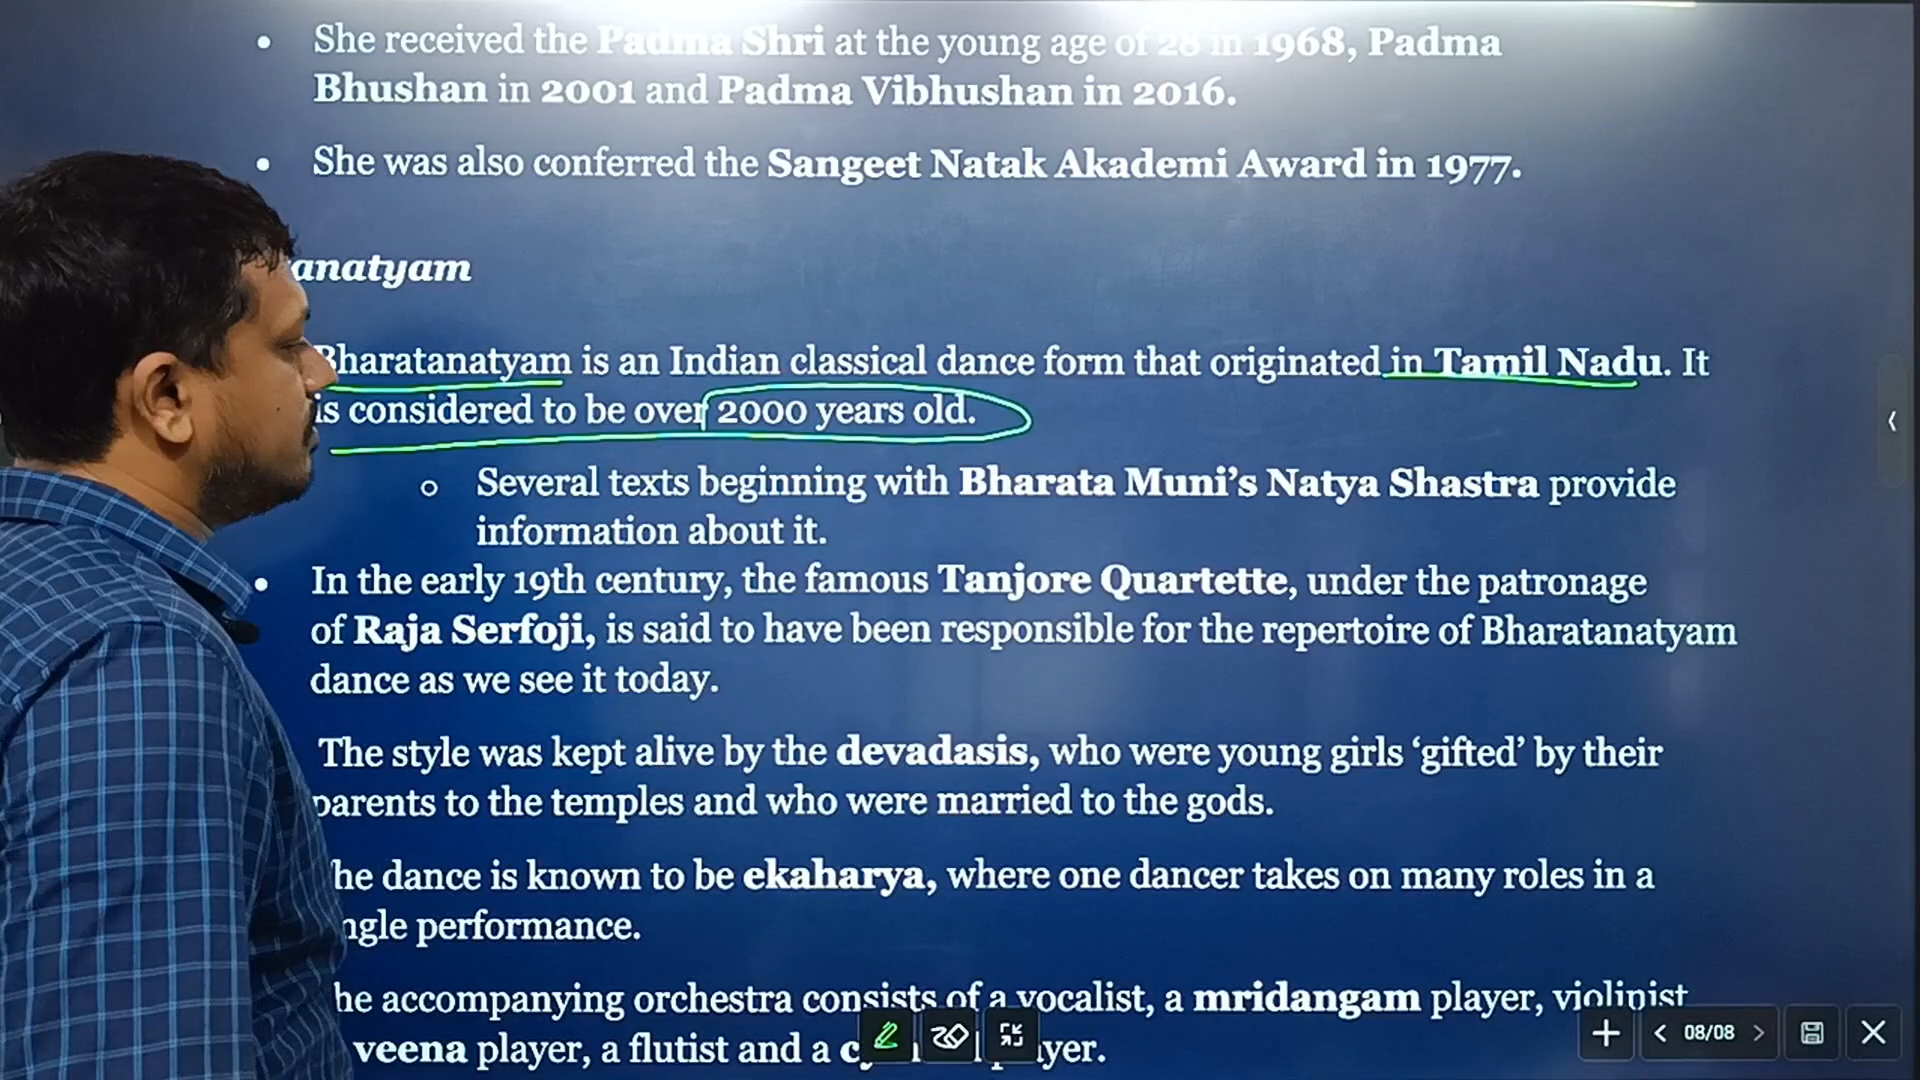 • She received the Padma Shri at the young age of 28 in 1968, Padma
Bhushan in 2001 and Padma Vibhushan in 2016.
• She was also conferred the Sangeet Natak Akademi Award in 1977.
anatyam
Bharatanatyam is an Indian classical dance form that originated in Tamil Nadu. It
is considered to be over 2000 years old.
o Several texts beginning with Bharata Muni's Natya Shastra provide
information about it.
• In the early 19th century, the famous Tanjore Quartette, under the patronage
of Raja Serfoji, is said to have been responsible for the repertoire of Bharatanatyam
dance as we see it today.
The style was kept alive by the devadasis, who were young girls ‘gifted’ by their
parents to the temples and who were married to the gods.
he dance is known to be ekaharya, where one dancer takes on many roles in a
ngle performance.
he accompanying orchestra consists of a vocalist, a mridangam player, violinist
veena player, a flutist and a
08/08